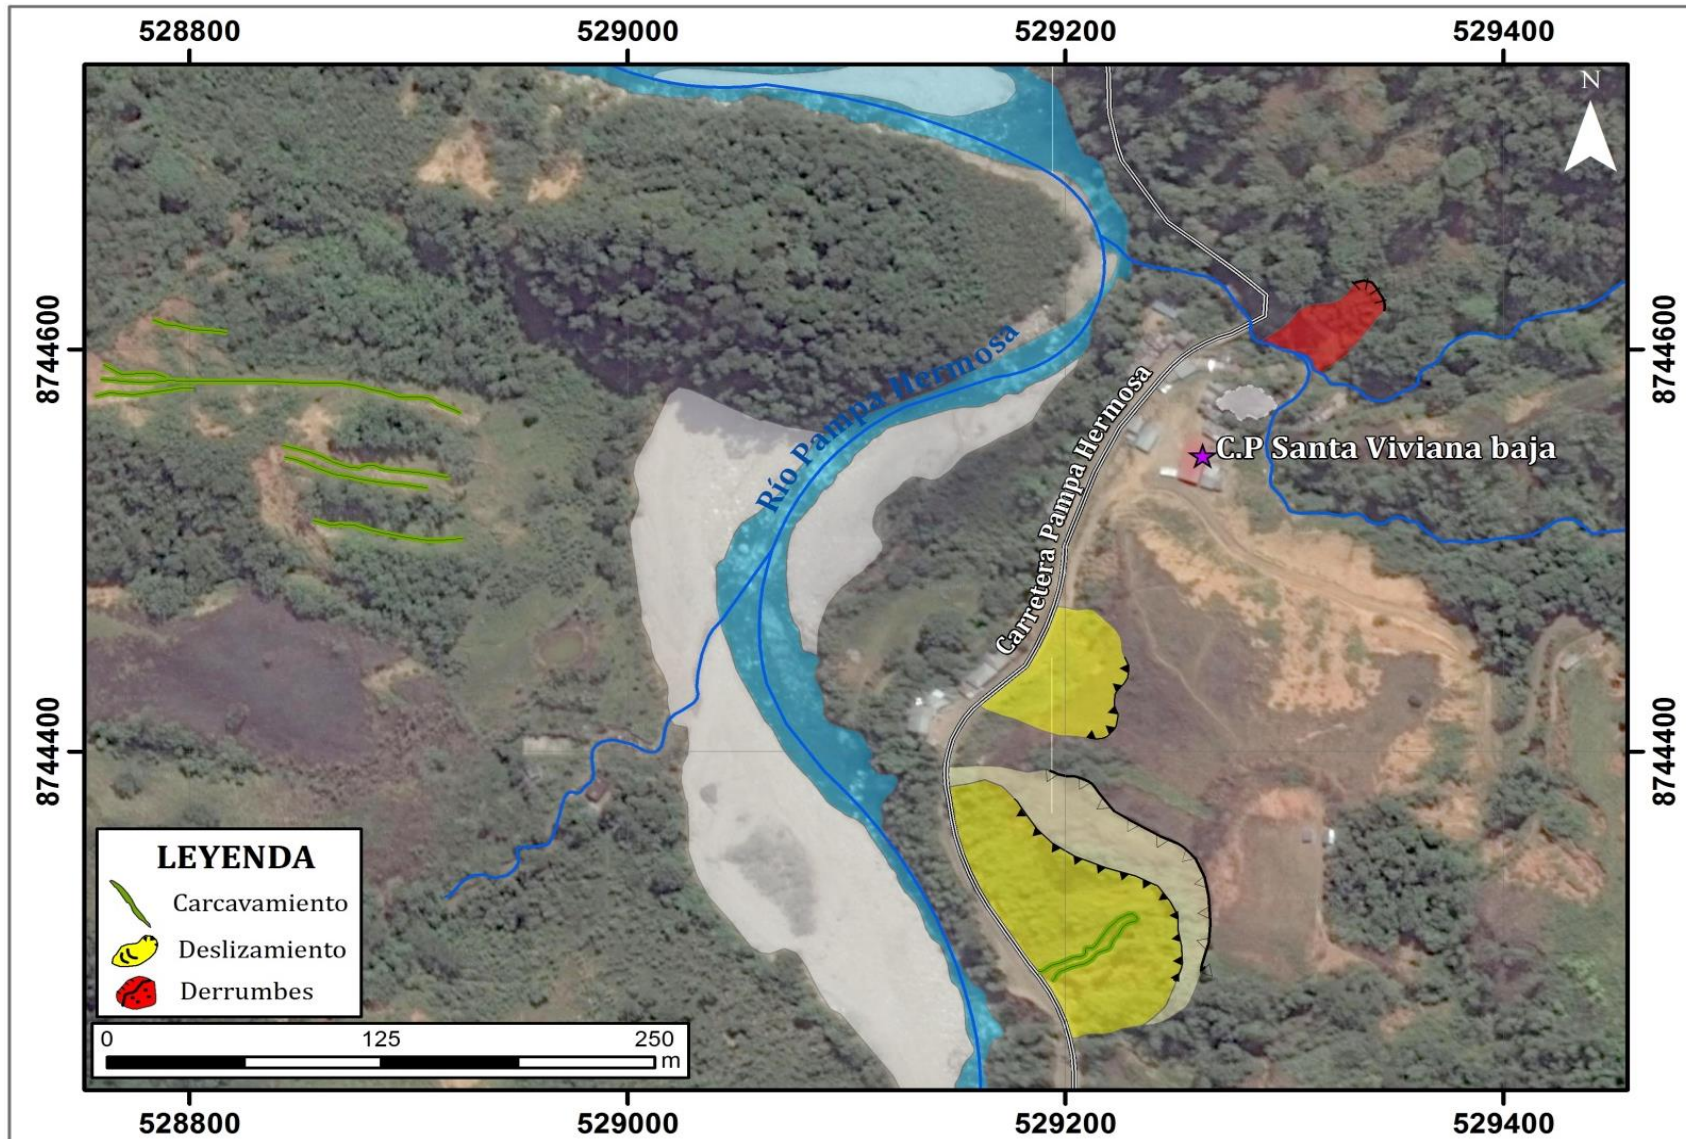 528800 529000 529200 529400
N
8744600 8744600
Río Pampa Hermosa
Carretera Pampa Hermosa
C.P Santa Viviana baja
8744400 8744400
LEYENDA
Carcavamiento
Deslizamiento
Derrumbes
0 125 250
m
528800 529000 529200 529400